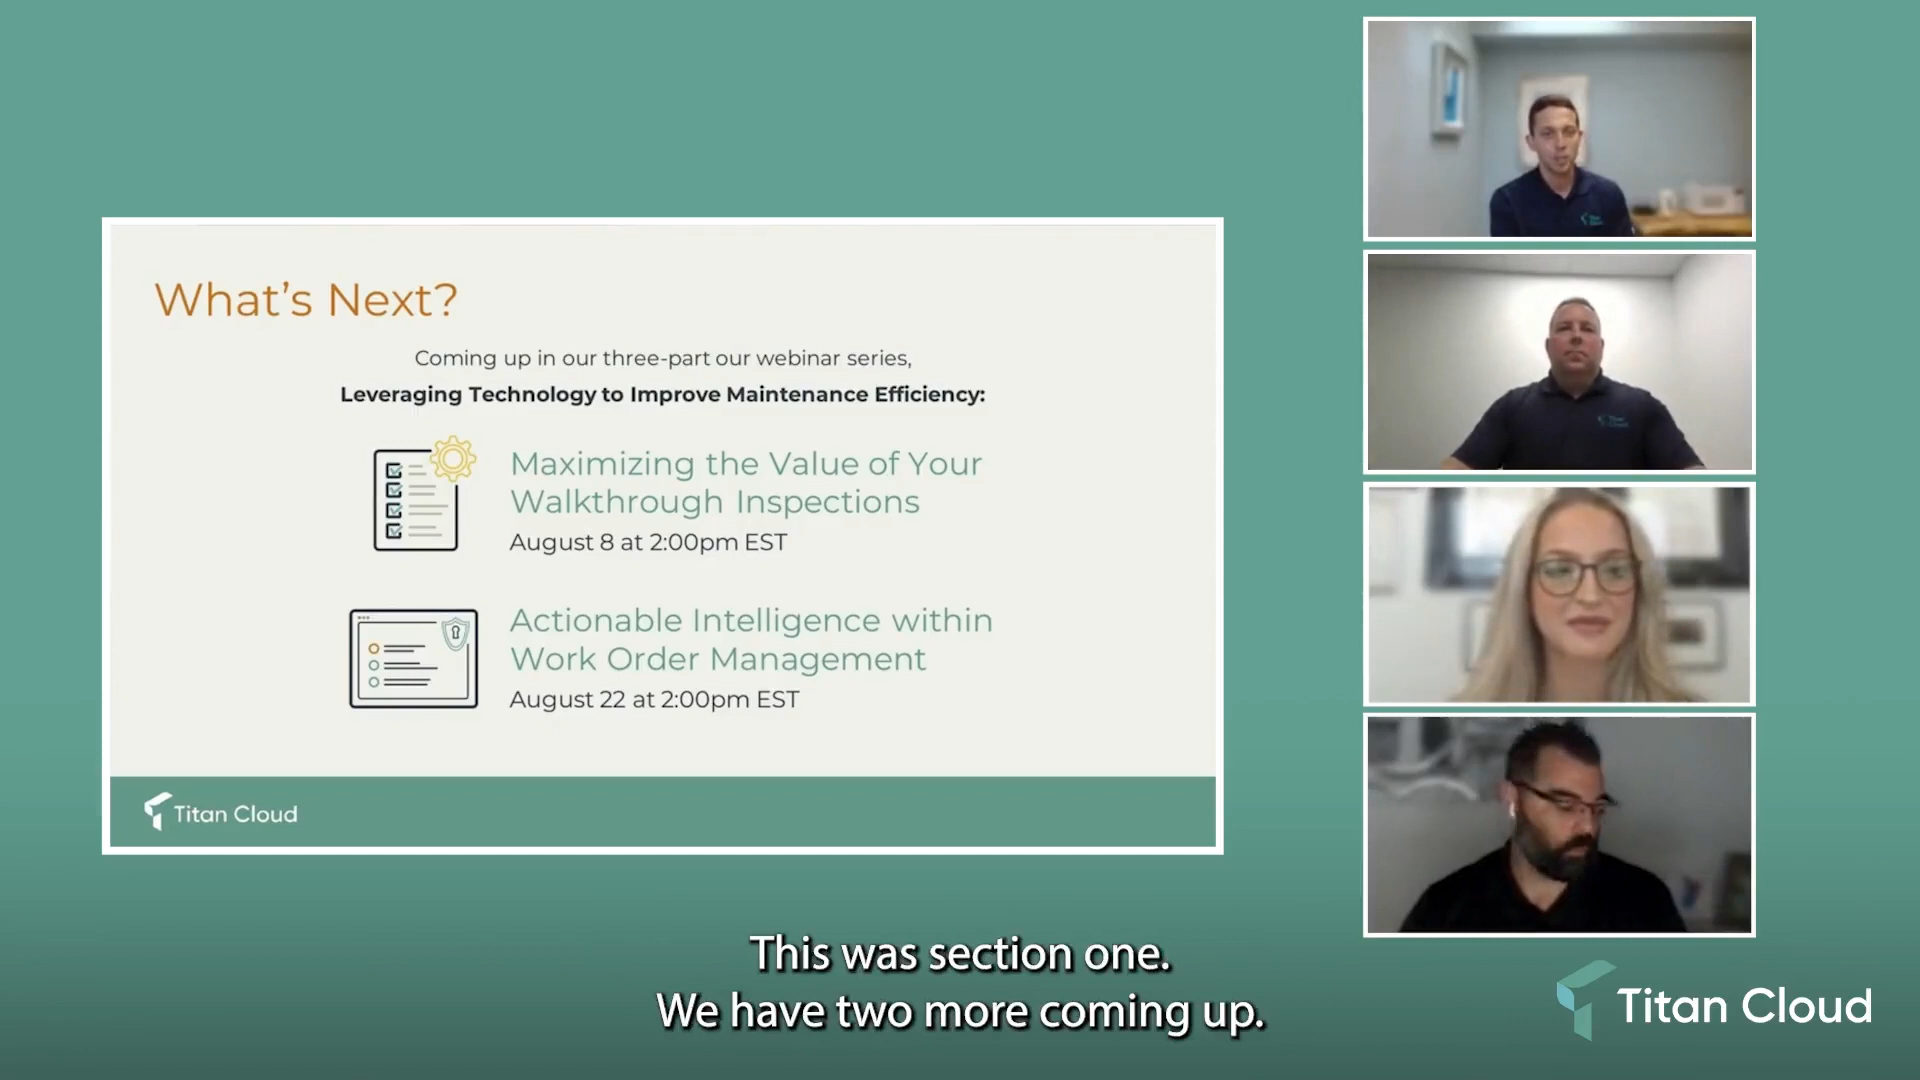 What's Next?
Coming up in our three-part our webinar series,
Leveraging Technology to Improve Maintenance Efficiency:
Maximizing the Value of Your
Walkthrough Inspections
August 8 at 2:00pm EST
Actionable Intelligence within
Work Order Management
August 22 at 2:00pm EST
Titan Cloud
This was section one.
We have two more coming up.
Titan Cloud